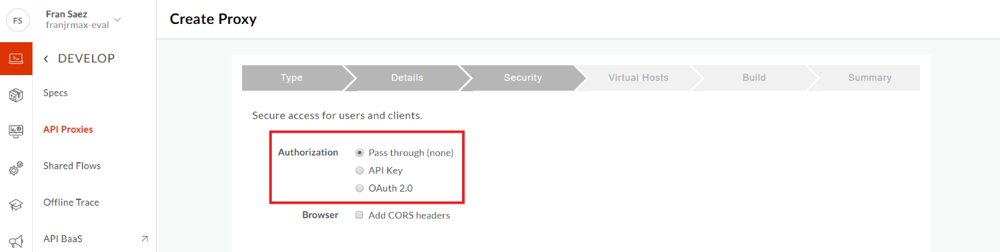 FS
Fran Saez
franjrmax-eval
DEVELOP
Specs
API Proxies
Shared Flows
Offline Trace
API BaaS
Create Proxy
Type
Details
Security
Virtual Hosts
Build
Summary
Secure access for users and clients.
Authorization
Pass through (none)
API Key
OAuth 2.0
Browser
Add CORS headers